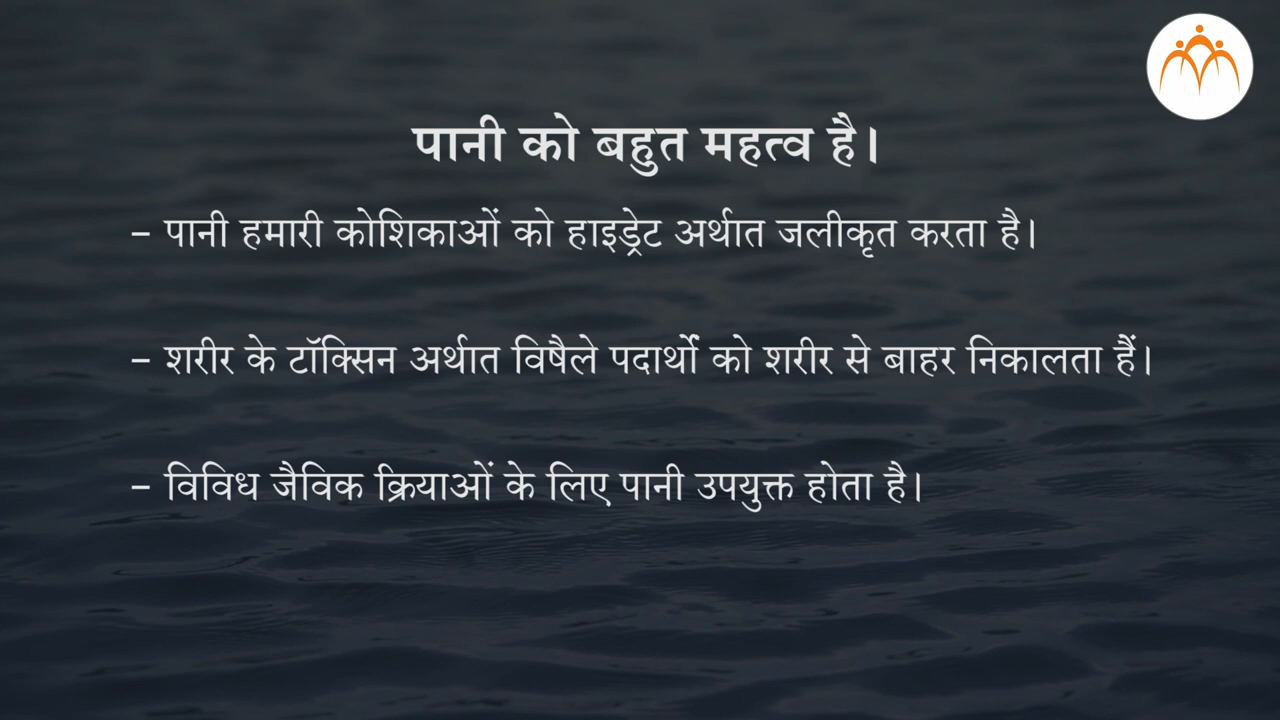 पानी को बहुत महत्व है।
– पानी हमारी कोशिकाओं को हाइड्रेट अर्थात जलीकृत करता है।
– शरीर के टॉक्सिन अर्थात विषैले पदार्थो को शरीर से बाहर निकालता हैं।
– विविध जैविक क्रियाओं के लिए पानी उपयुक्त होता है।